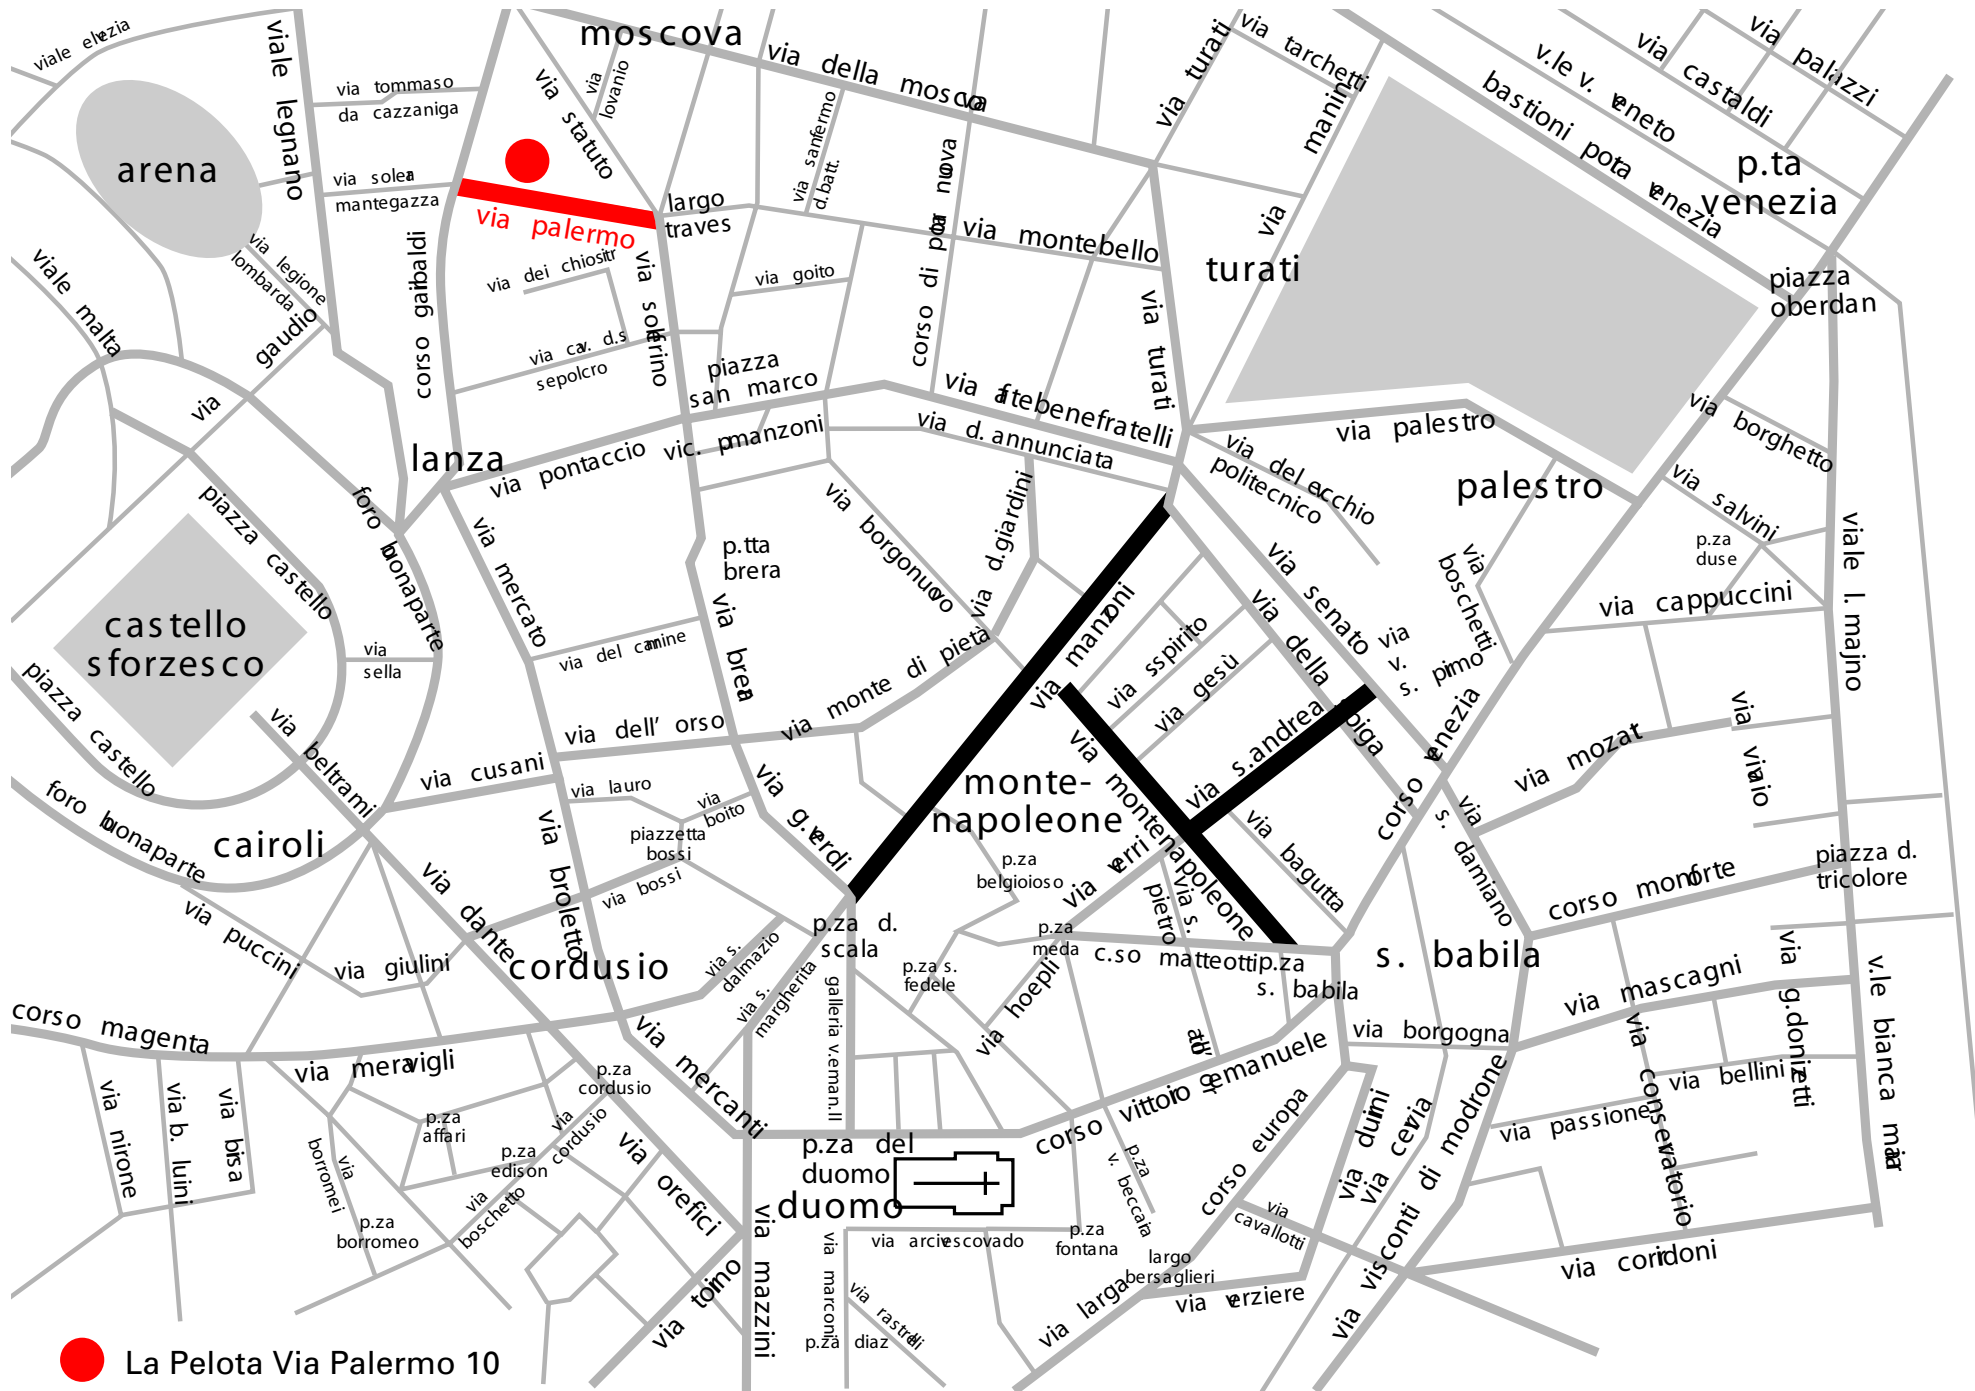 moscova
viale elvezia
viale legnano
via tommaso
da cazzaniga
via statuto
via
lovanio
via della moscova
via turati
via tarchetti
via manin
v.le v. veneto
via castaldi
via palazzi
bastioni porta venezia
p.ta
venezia
arena
via solera
mantegazza
via palermo
largo
traves
via sanfermo
d.batt.
corso di porta nuova
via montebello
turati
piazza
oberdan
via legione
lombarda
viale malta
via gaudio
corso garibaldi
via dei chiostri
via solferino
via goito
via cav. d.s
sepolcro
piazza
san marco
via turati
via fatebenefratelli
via d. annunciata
via palestro
via borghetto
lanza
via pontaccio
vic. p.manzoni
via del vecchio
politecnico
palestro
via salvini
p.za
duse
piazza castello
foro buonaparte
via mercato
p.tta
brera
via borgonuovo
via d.giardini
via manzoni
via senato
via
boschetti
via cappuccini
viale l. majno
castello
sforzesco
via
sella
via del carmine
via brera
via monte di pietà
via sspirito
via gesù
via della spiga
via
v.
s. primo
piazza castello
via beltrami
via dell' orso
via cusani
via s.andrea
corso venezia
via mozart
via
vivaio
foro buonaparte
cairoli
via lauro
via
boito
piazzetta
bossi
via bossi
via broletto
via g.verdi
monte-
napoleone
via montenapoleone
p.za
belgioioso
via verri
via s.
pietro
all' orto
via bagutta
via
s. damiano
corso monforte
piazza d.
tricolore
via puccini
via giulini
via dante
cordusio
via s.
dalmazio
via s.
margherita
p.za d.
scala
galleria v.eman.II
p.za s.
fedele
p.za
meda
via hoepli
c.so matteotti
p.za
s. babila
s. babila
via mascagni
via g.donizetti
v.le bianca maria
corso magenta
via meravigli
via nirone
via b. luini
via brisa
via mercanti
p.za
cordusio
via
cordusio
p.za
affari
p.za
edison
via
borromei
p.za
borromeo
via
boschetto
via orefici
via torino
via mazzini
p.za del
duomo
duomo
corso vittorio emanuele
p.za
v. beccaria
corso europa
via borgogna
via durini
via cervia
via visconti di modrone
via conservatorio
via bellini
via passione
via corridoni
via arcivescovado
p.za
fontana
largo
bersaglieri
via
cavallotti
via verziere
via larga
via marconi
via rastrelli
p.za diaz
La Pelota Via Palermo 10